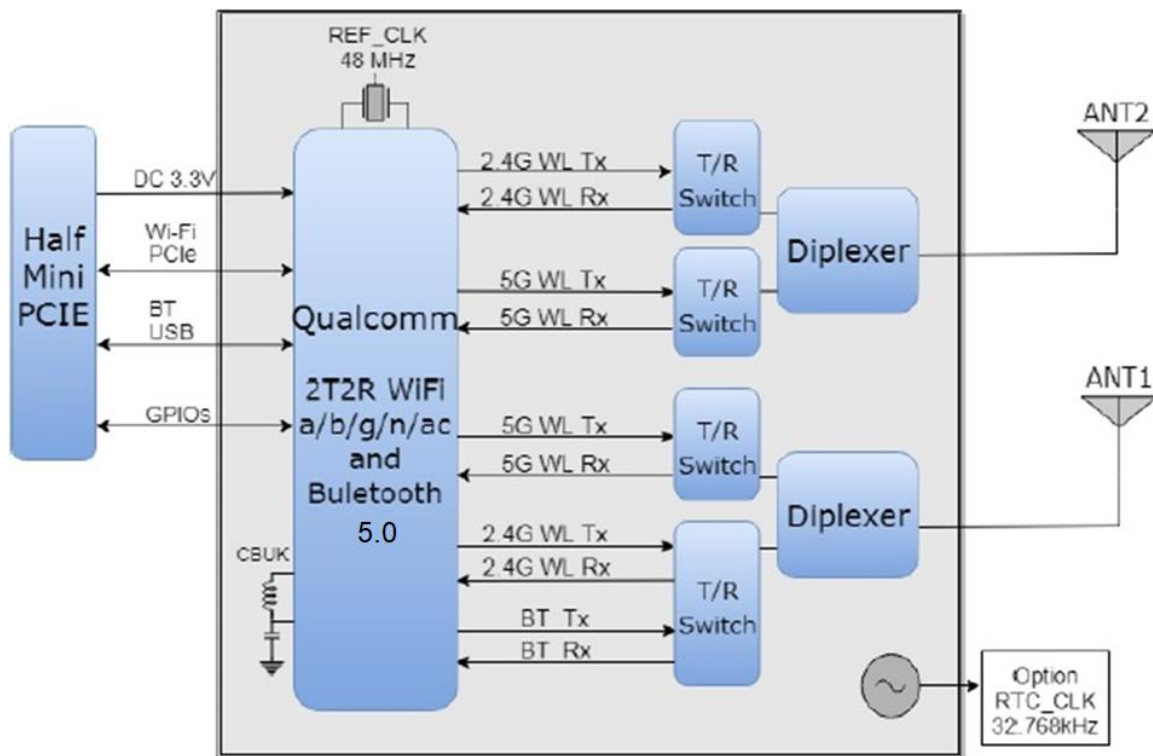 REF_CLK
48 MHz
ANT2
Half
Mini
PCIE
DC 3.3V
Wi-Fi
PCIe
BT
USB
GPIOs
Qualcomm
2T2R WiFi
a/b/g/n/ac
and
Buletooth
5.0
CBUK
2.4G WL Tx
2.4G WL Rx
T/R
Switch
5G WL Tx
5G WL Rx
T/R
Switch
Diplexer
5G WL Tx
5G WL Rx
T/R
Switch
2.4G WL Tx
2.4G WL Rx
BT Tx
BT Rx
T/R
Switch
Diplexer
ANT1
Option
RTC_CLK
32.768kHz